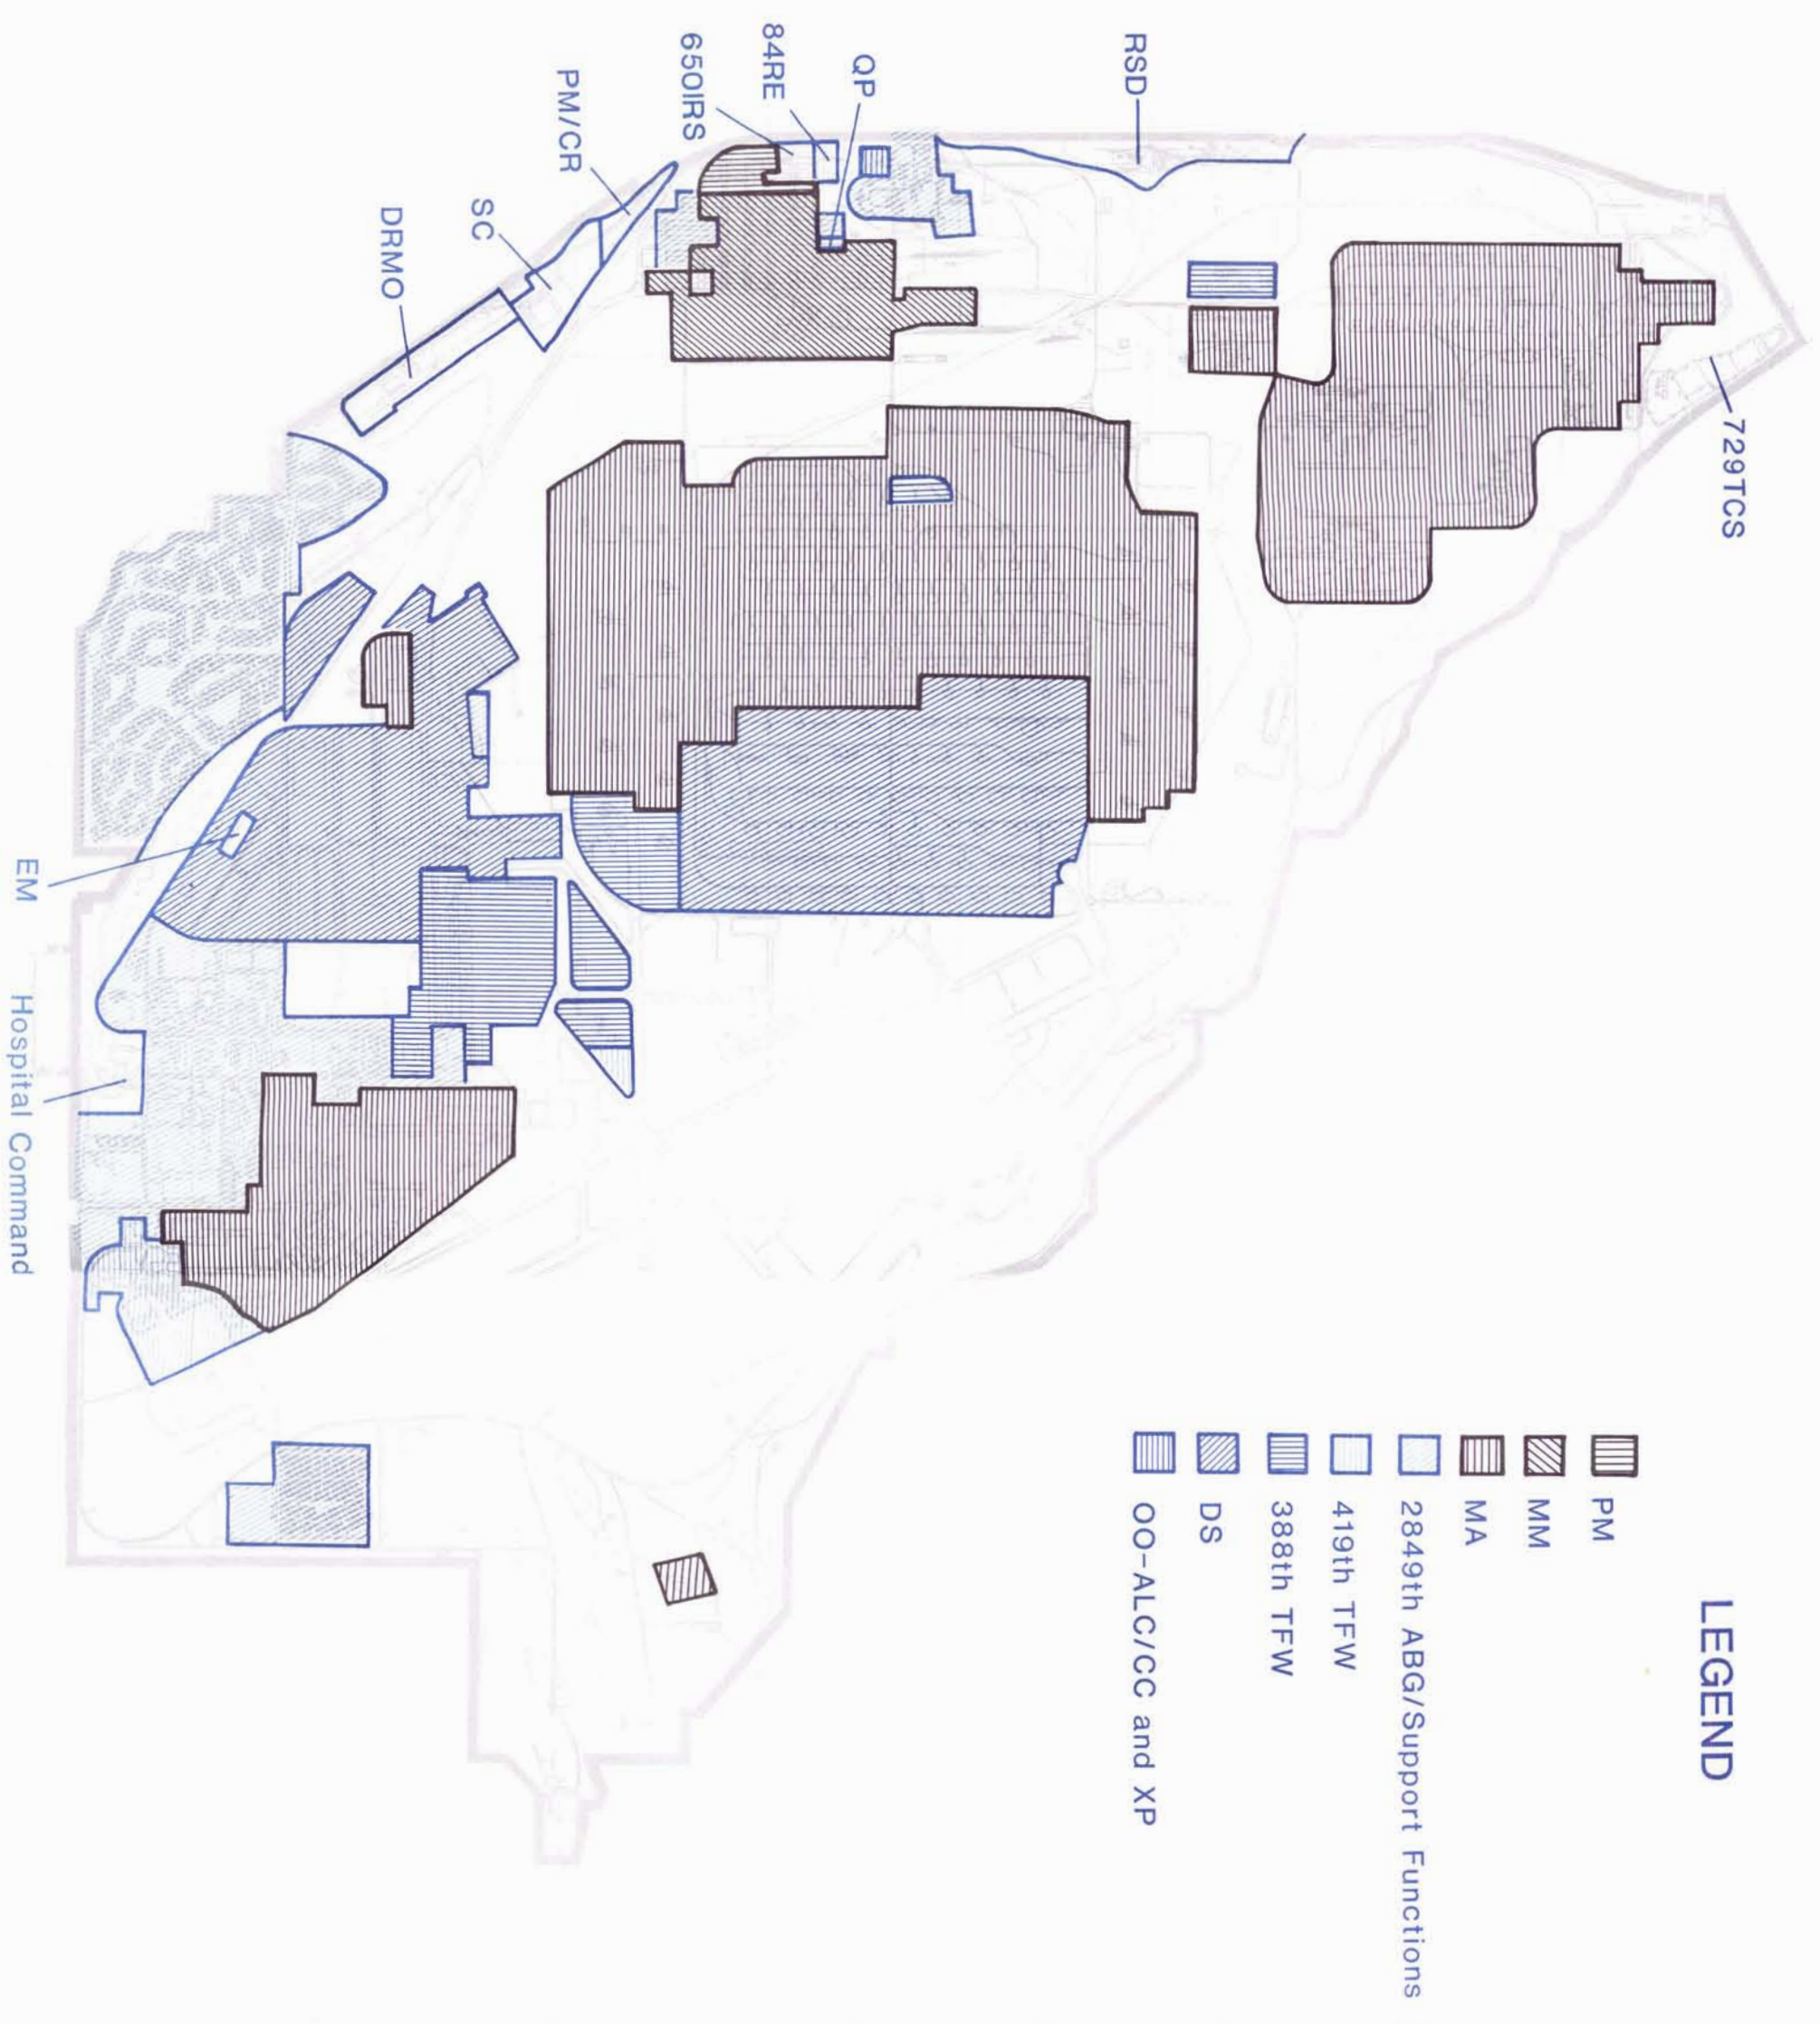 RSD
QP
84RE
650IRS
PM/CR
SC
DRMO
729TCS
EM
Hospital Command
LEGEND
PM
MM
MA
2849th ABG/Support Functions
419th TFW
388th TFW
DS
OO-ALC/CC and XP